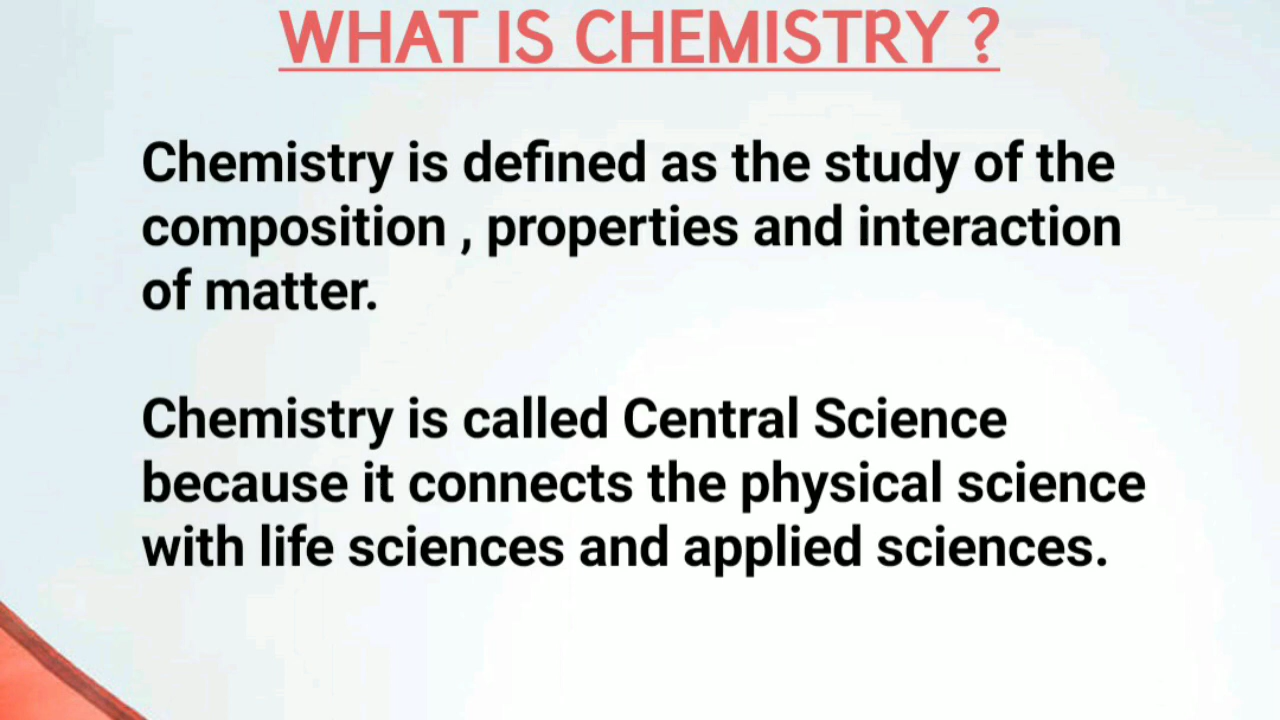 WHAT IS CHEMISTRY ?
Chemistry is defined as the study of the
composition , properties and interaction
of matter.
Chemistry is called Central Science
because it connects the physical science
with life sciences and applied sciences.